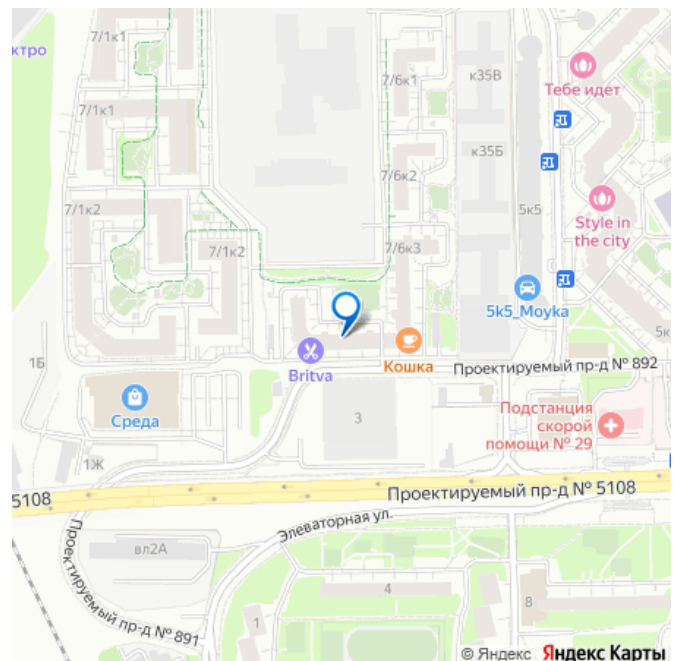 7/1к1
ктро
7/6к1
к35В
Тебе идет
7/1к1
к35Б
7/6к2
7/1к2
5к5
Style in
the city
7/1к2
7/6к3
5k5_Moyka
5к
1Б
Britva
Кошка
Проектируемый пр-д № 892
Среда
3
Подстанция
скорой
помощи № 29
1Ж
5108
Проектируемый пр-д № 5108
Элеваторная ул.
вл2А
Проектируемый пр-д № 891
4
8
1
© Яндекс Яндекс Карты